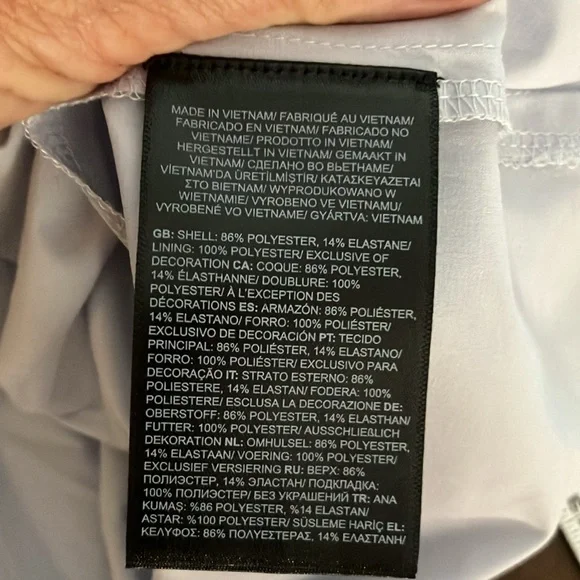 MADE IN VIETNAM/ FABRIQUÉ AU VIETNAM/
FABRICADO EN VIETNAM/ FABRICADO NO
VIETNAME/ PRODOTTO IN VIETNAM/
HERGESTELLT IN VIETNAM/ GEMAAKT IN
VIETNAM/ СДЕЛАНО ВО ВЬЕТНАМЕ/
VİETNAM'DA ÜRETİLMİŞTİR/ ΚΑΤΑΣΚΕΥΑΖΕΤΑΙ
ΣΤΟ ΒΙΕΤΝΑΜ/ WYPRODUKOWANO W
WIETNAMIE/ VYROBENO VE VIETNAMU/
VYROBENÉ VO VIETNAME/ GYÁRTVA: VIETNAM
GB: SHELL: 86% POLYESTER, 14% ELASTANE/
LINING: 100% POLYESTER/ EXCLUSIVE OF
DECORATION CA: COQUE: 86% POLYESTER,
14% ÉLASTHANNE/ DOUBLURE: 100%
POLYESTER/ À L'EXCEPTION DES
DÉCORATIONS ES: ARMAZÓN: 86% POLIÉSTER,
14% ELASTANO/ FORRO: 100% POLIÉSTER/
EXCLUSIVO DE DECORACIÓN PT: TECIDO
PRINCIPAL: 86% POLIÉSTER, 14% ELASTANO/
FORRO: 100% POLIÉSTER/ EXCLUSIVO PARA
DECORAÇÃO IT: STRATO ESTERNO: 86%
POLIESTERE, 14% ELASTAN/ FODERA: 100%
POLIESTERE/ ESCLUSA LA DECORAZIONE DE:
OBERSTOFF: 86% POLYESTER, 14% ELASTHAN/
FUTTER: 100% POLYESTER/ AUSSCHLIEßLICH
DEKORATION NL: OMHULSEL: 86% POLYESTER,
14% ELASTAAN/ VOERING: 100% POLYESTER/
EXCLUSIEF VERSIERING RU: ВЕРХ: 86%
ПОЛИЭСТЕР, 14% ЭЛАСТАН/ ПОДКЛАДКА:
100% ПОЛИЭСТЕР/ БЕЗ УКРАШЕНИЙ TR: ANA
KUMAŞ: %86 POLYESTER, %14 ELASTAN/
ASTAR: %100 POLYESTER/ SÜSLEME HARİÇ EL:
ΚΕΛΥΦΟΣ: 86% ΠΟΛΥΕΣΤΕΡΑΣ, 14% ΕΛΑΣΤΑΝΗ/